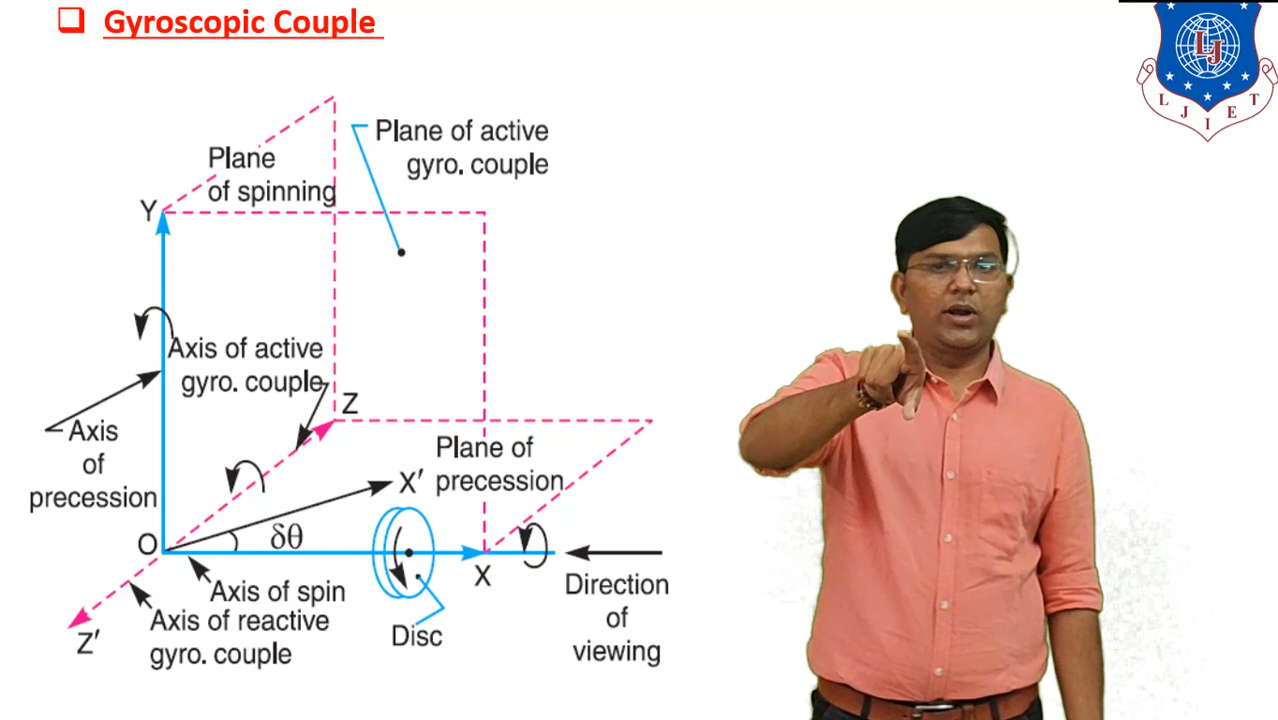 Gyroscopic Couple
Plane of active
gyro. couple
Plane
of spinning
Y
Axis of active
gyro. couple
Z
Axis
of
precession
Plane of
precession
X′
O
δθ
X
Axis of spin
Axis of reactive
gyro. couple
Z′
Disc
Direction
of
viewing
LJ
L J I E T